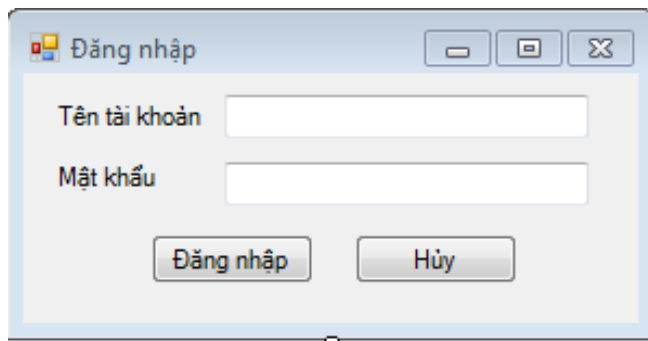 Đăng nhập
Tên tài khoản
Mật khẩu
Đăng nhập Hủy